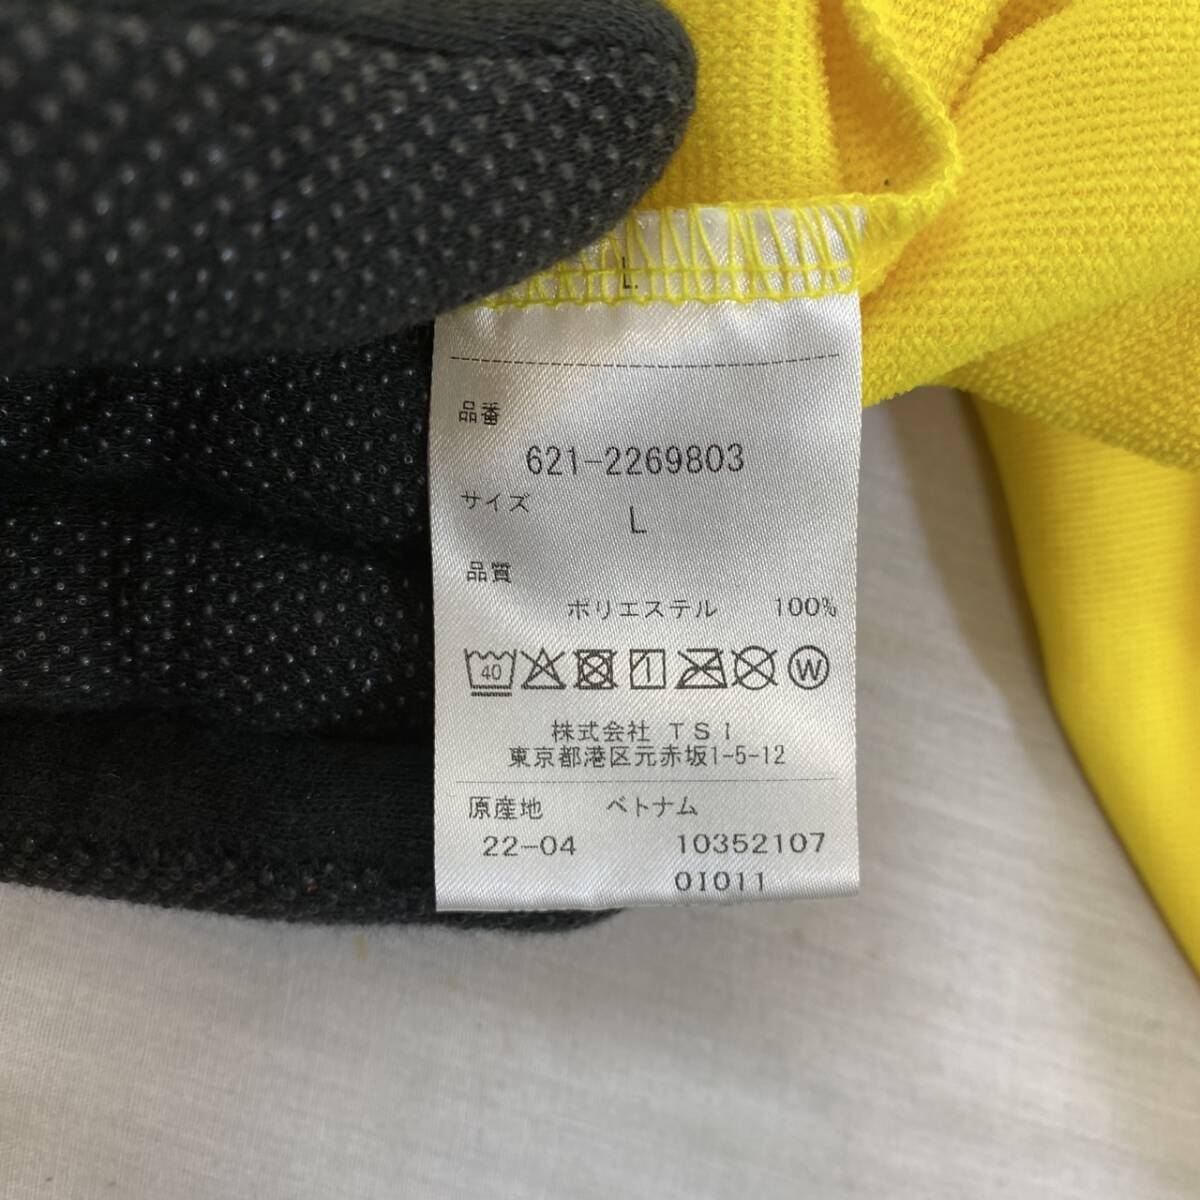 L.
品番
621-2269803
サイズ
L
品質
ポリエステル 100%
40 1 W
株式会社 TSI
東京都港区元赤坂1-5-12
原産地 ベトナム
22-04 10352107
01011